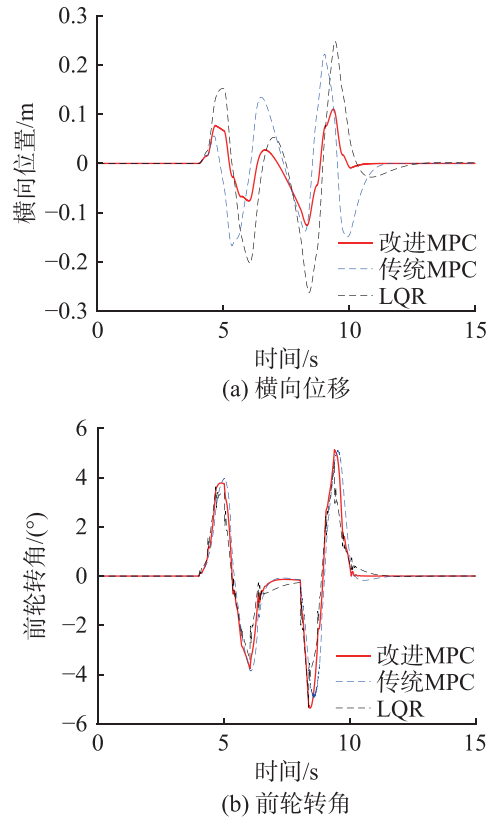 0.3
0.2
0.1
0
−0.1
−0.2
−0.3
横向位置/m
改进MPC
传统MPC
LQR
0 5 10 15
时间/s
(a) 横向位移
6
4
2
0
−2
−4
−6
前轮转角/(°)
改进MPC
传统MPC
LQR
0 5 10 15
时间/s
(b) 前轮转角